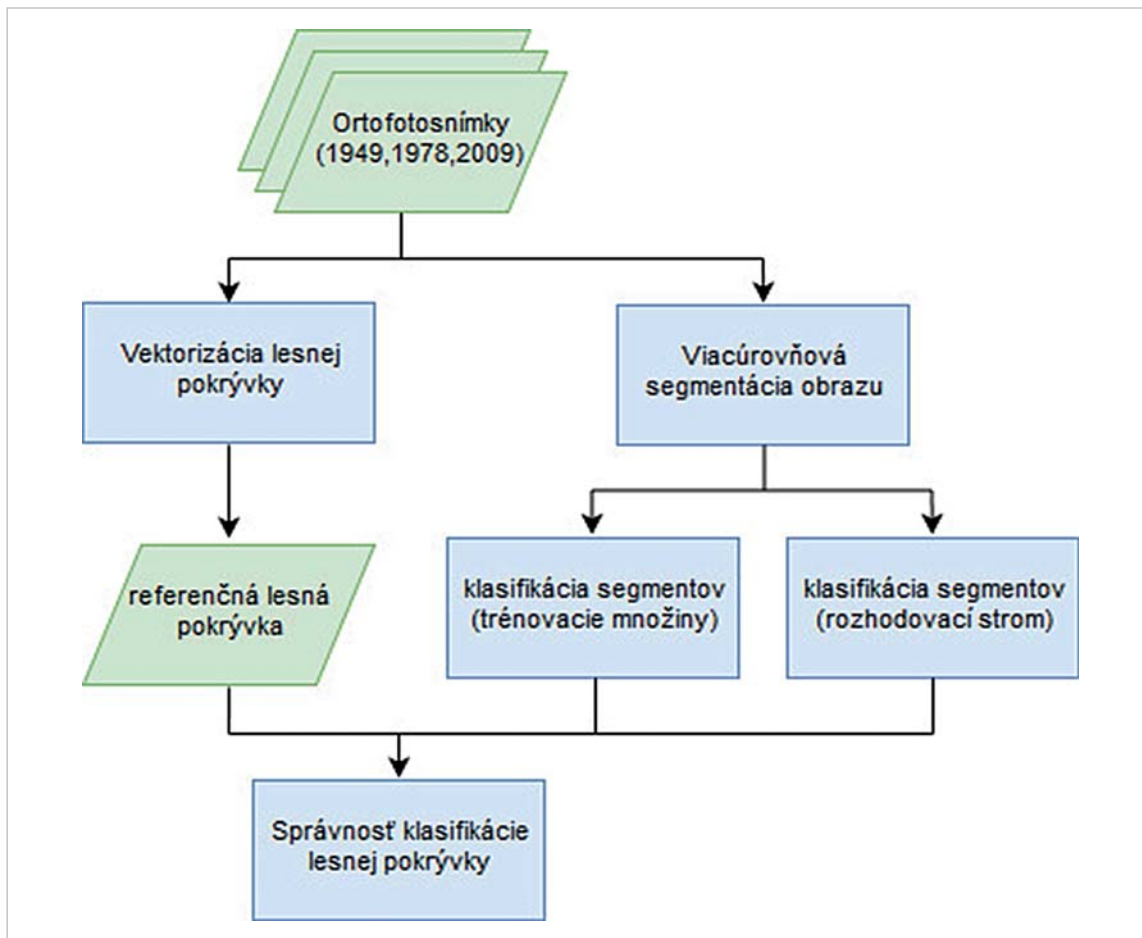 Ortofotosnímky
(1949,1978,2009)
Vektorizácia lesnej
pokrývky
Viacúrovňová
segmentácia obrazu
referenčná lesná
pokrývka
klasifikácia segmentov
(trénovacie množiny)
klasifikácia segmentov
(rozhodovací strom)
Správnosť klasifikácie
lesnej pokrývky